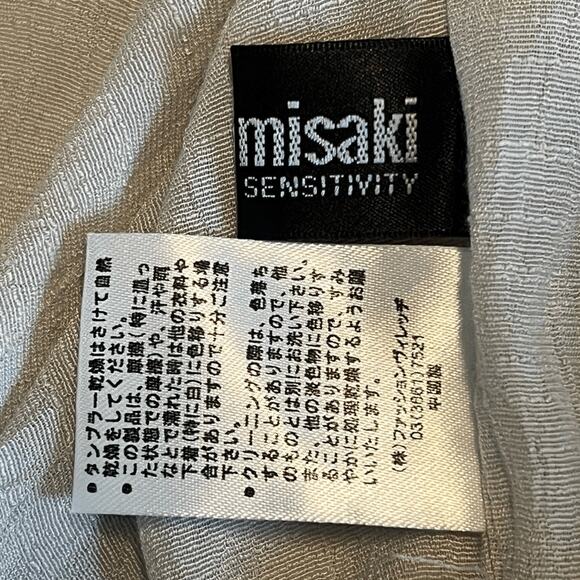 misaki
SENSITIVITY
● タンブラー乾燥はさけて自然
乾燥をしてください。
● この製品は、摩擦(特に湿っ
た状態での摩擦)や、汗や雨
などで濡れた時は他の衣料や
下着(特に白)に色移りする場
合がありますので十分ご注意
下さい。
● クリーニングの際は、色落ち
することがありますので、他
のものとは別にお洗い下さい。
また、他の淡色物に色移りす
ることがありますので、すみ
やかに処理乾燥するようお願
いいたします。
(株)ファッションヴィレッヂ
03(3661)7521
中国製